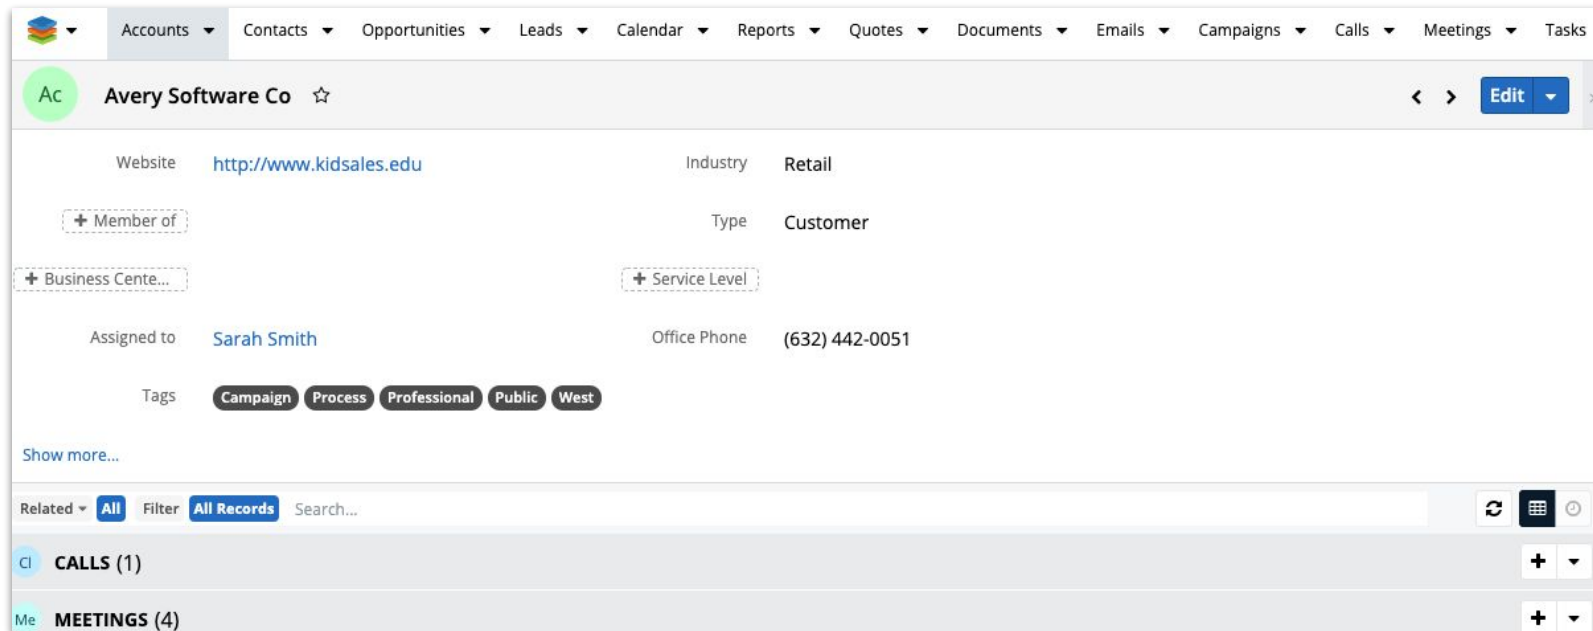 Accounts Contacts Opportunities Leads Calendar Reports Quotes Documents Emails Campaigns Calls Meetings Tasks
Ac Avery Software Co Edit
Website http://www.kidsales.edu Industry Retail
+ Member of Type Customer
+ Business Cente... + Service Level
Assigned to Sarah Smith Office Phone (632) 442-0051
Tags Campaign Process Professional Public West
Show more...
Related All Filter All Records Search...
Cl CALLS (1)
Me MEETINGS (4)